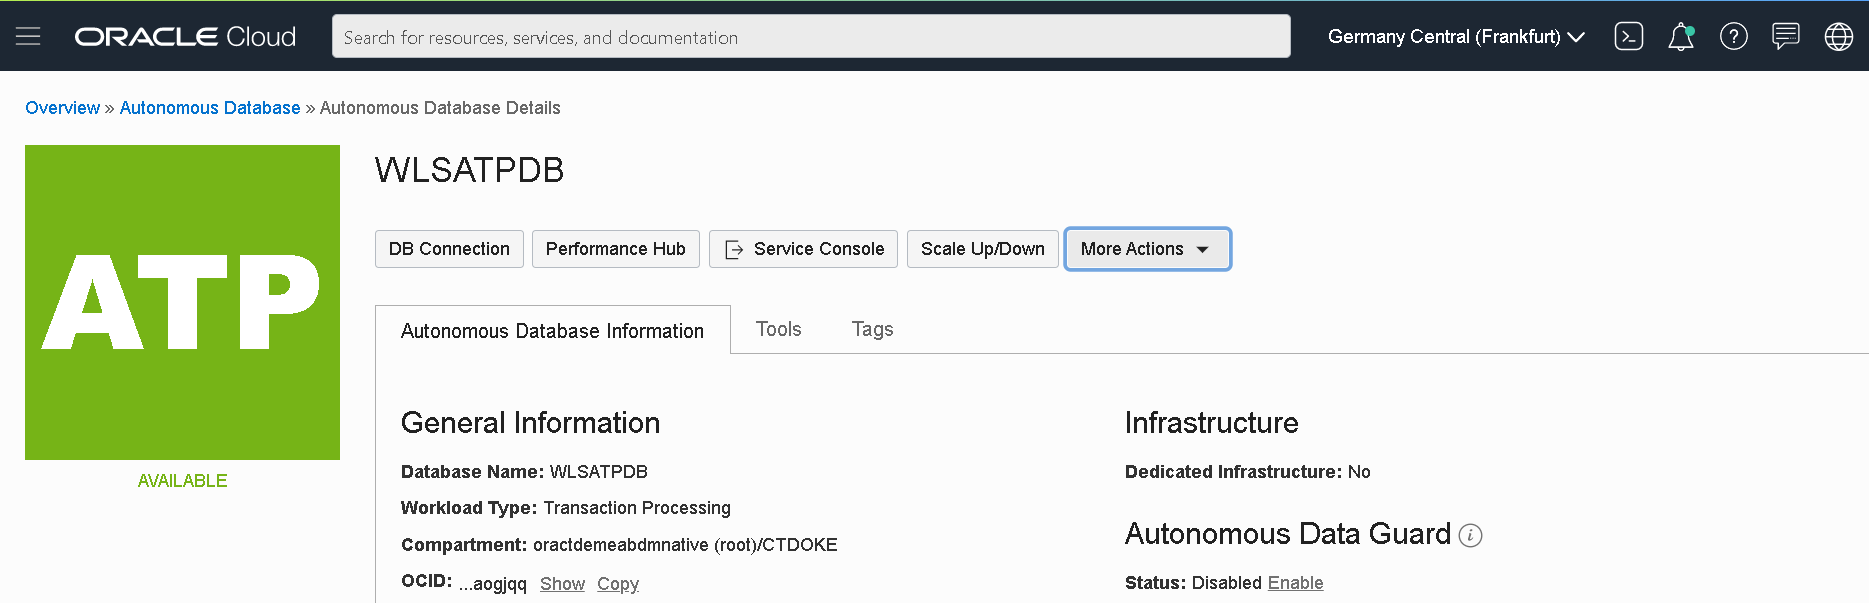 ORACLE Cloud
Search for resources, services, and documentation
Germany Central (Frankfurt)
Overview » Autonomous Database » Autonomous Database Details
ATP
AVAILABLE
WLSATPDB
DB Connection
Performance Hub
Service Console
Scale Up/Down
More Actions
Autonomous Database Information
Tools
Tags
General Information
Database Name: WLSATPDB
Workload Type: Transaction Processing
Compartment: oractdemeabdmnative (root)/CTDOKE
OCID: ...aogjqq Show Copy
Infrastructure
Dedicated Infrastructure: No
Autonomous Data Guard i
Status: Disabled Enable